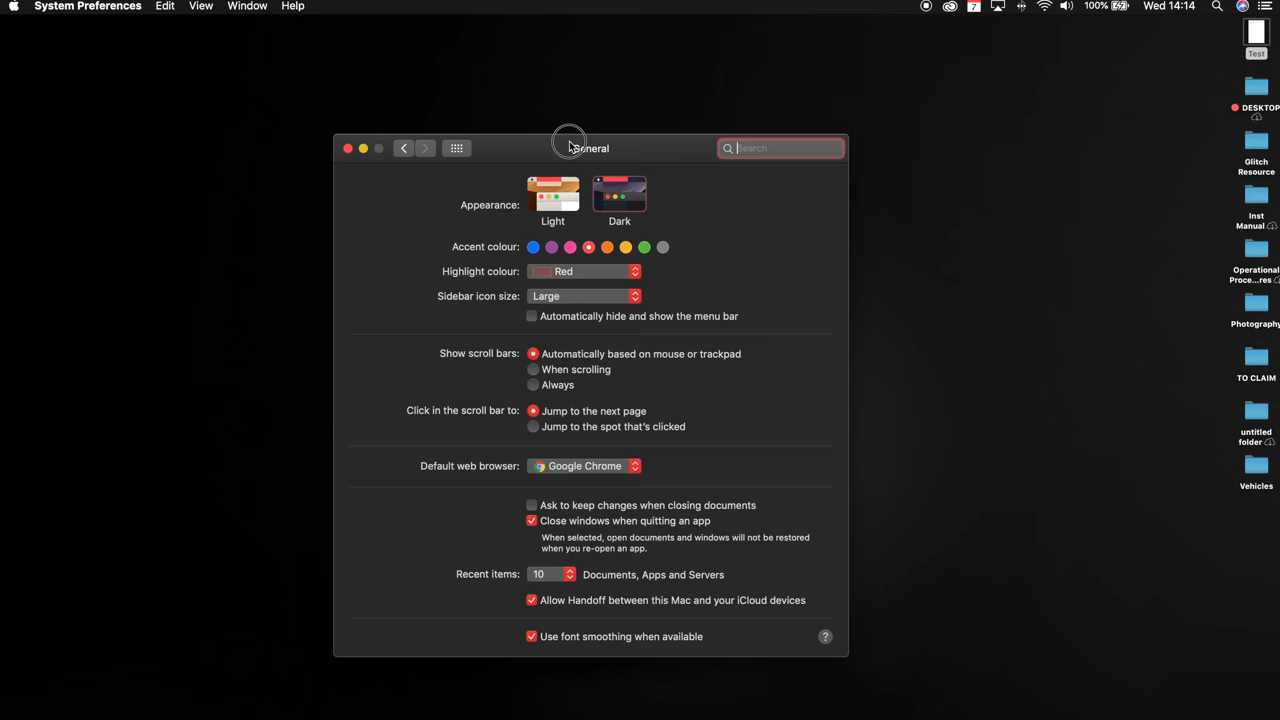 System Preferences Edit View Window Help
7 100% Wed 14:14
Test
DESKTOP
Glitch
Resource
Inst
Manual
Operational
Proce...res
Photography
TO CLAIM
untitled
folder
Vehicles
General
Search
Appearance:
Light Dark
Accent colour:
Highlight colour: Red
Sidebar icon size: Large
Automatically hide and show the menu bar
Show scroll bars: Automatically based on mouse or trackpad
When scrolling
Always
Click in the scroll bar to: Jump to the next page
Jump to the spot that's clicked
Default web browser: Google Chrome
Ask to keep changes when closing documents
Close windows when quitting an app
When selected, open documents and windows will not be restored
when you re-open an app.
Recent items: 10 Documents, Apps and Servers
Allow Handoff between this Mac and your iCloud devices
Use font smoothing when available ?